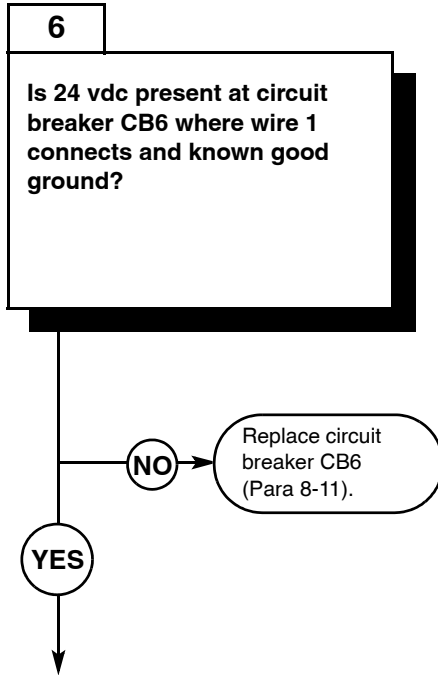 6
Is 24 vdc present at circuit
breaker CB6 where wire 1
connects and known good
ground?
NO
Replace circuit
breaker CB6
(Para 8-11).
YES